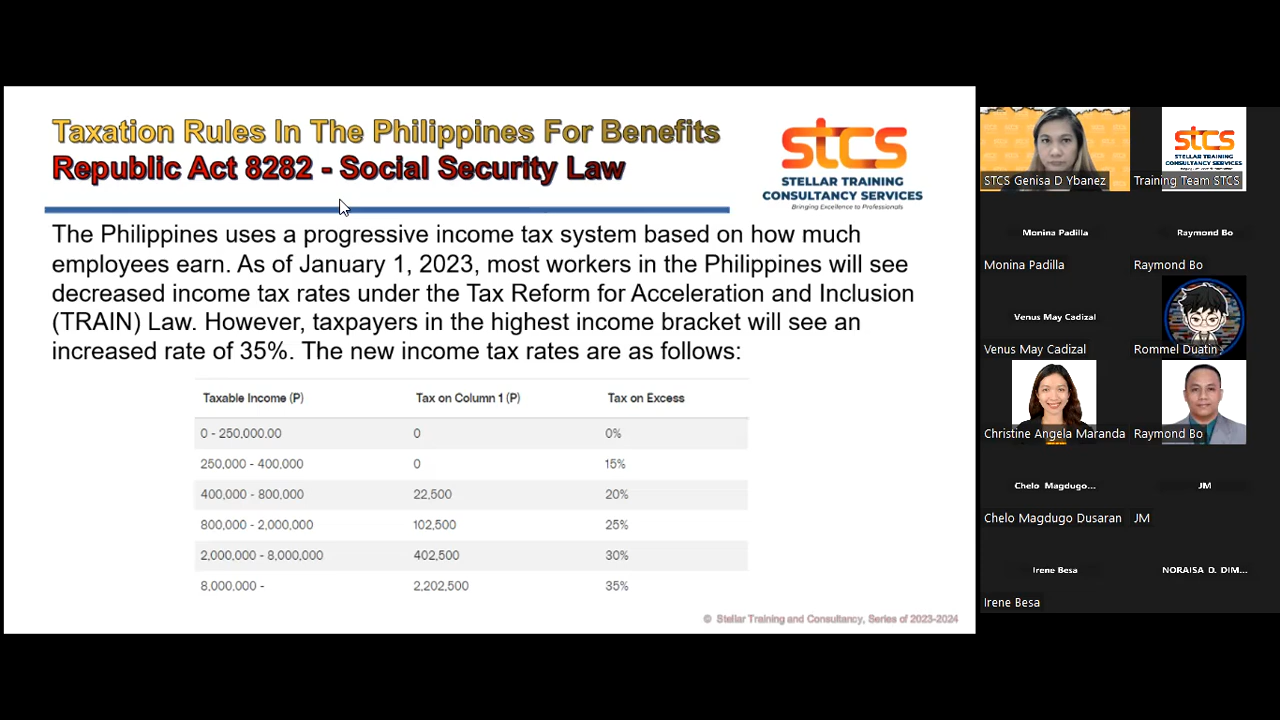 Taxation Rules In The Philippines For Benefits
Republic Act 8282 - Social Security Law
stcs
STELLAR TRAINING
CONSULTANCY SERVICES
Bringing Excellence to Professionals
The Philippines uses a progressive income tax system based on how much
employees earn. As of January 1, 2023, most workers in the Philippines will see
decreased income tax rates under the Tax Reform for Acceleration and Inclusion
(TRAIN) Law. However, taxpayers in the highest income bracket will see an
increased rate of 35%. The new income tax rates are as follows:
Taxable Income (P) Tax on Column 1 (P) Tax on Excess
0 - 250,000.00 0 0%
250,000 - 400,000 0 15%
400,000 - 800,000 22,500 20%
800,000 - 2,000,000 102,500 25%
2,000,000 - 8,000,000 402,500 30%
8,000,000 - 2,202,500 35%
© Stellar Training and Consultancy, Series of 2023-2024
STCS Genisa D Ybanez
stcs
STELLAR TRAINING
CONSULTANCY SERVICES
Training Team STCS
Monina Padilla
Monina Padilla
Raymond Bo
Raymond Bo
Venus May Cadizal
Venus May Cadizal
Rommel Duatin
Christine Angela Maranda
Raymond Bo
Chelo Magdugo...
Chelo Magdugo Dusaran
JM
JM
Irene Besa
Irene Besa
NORAISA D. DIM...